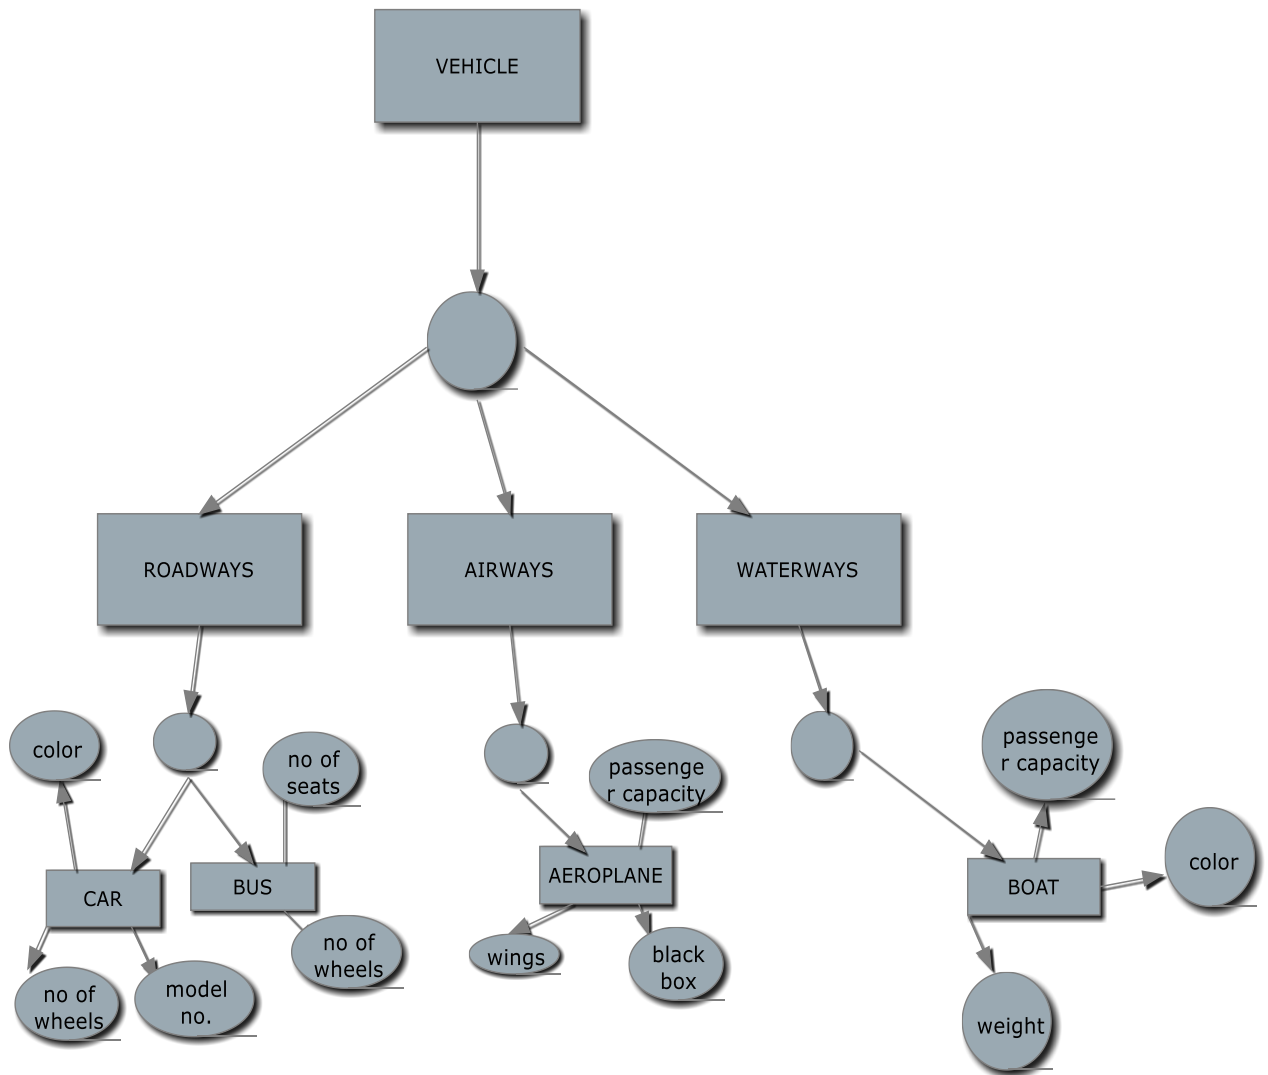 VEHICLE
ROADWAYS
AIRWAYS
WATERWAYS
color
no of
seats
passenge
r capacity
passenge
r capacity
CAR
BUS
AEROPLANE
BOAT
color
no of
wheels
model
no.
no of
wheels
wings
black
box
weight